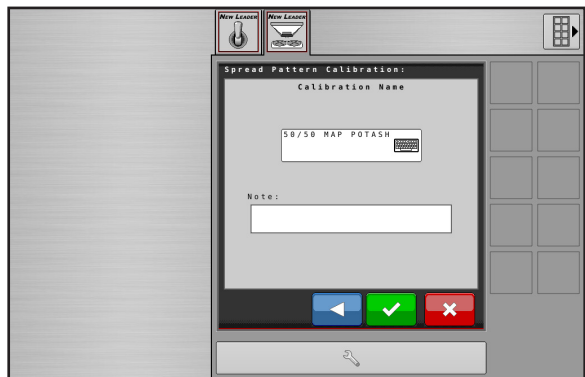 NEW LEADER
NEW LEADER
Spread Pattern Calibration:
Calibration Name
50/50 MAP POTASH
Note: